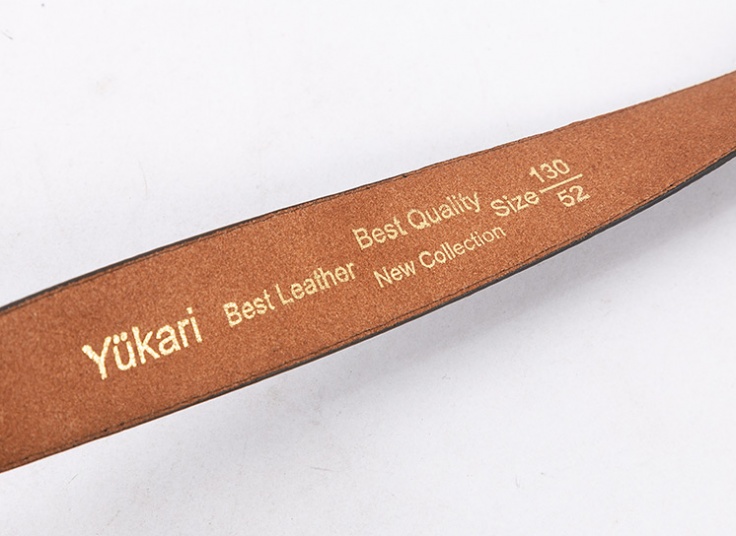 Yükari
Best Leather
Best Quality
New Collection
Size 130
52